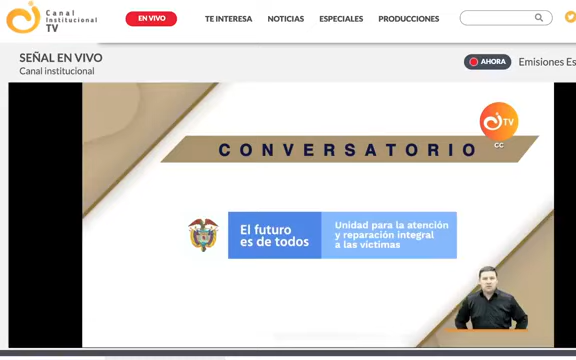 Canal
Institucional
TV
EN VIVO
TE INTERESA
NOTICIAS
ESPECIALES
PRODUCCIONES
SEÑAL EN VIVO
Canal institucional
AHORA
Emisiones Es
TV
CC
CONVERSATORIO
El futuro
es de todos
Unidad para la atención
y reparación integral
a las víctimas